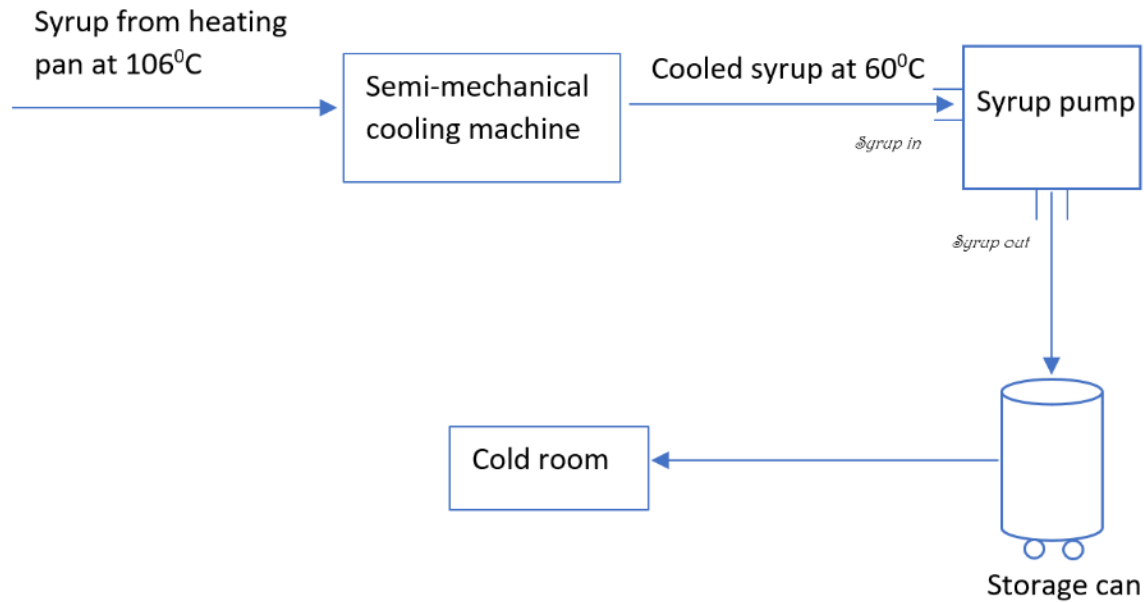 Syrup from heating
pan at 106⁰C
Semi-mechanical
cooling machine
Cooled syrup at 60⁰C
Syrup in
Syrup pump
Syrup out
Cold room
Storage can